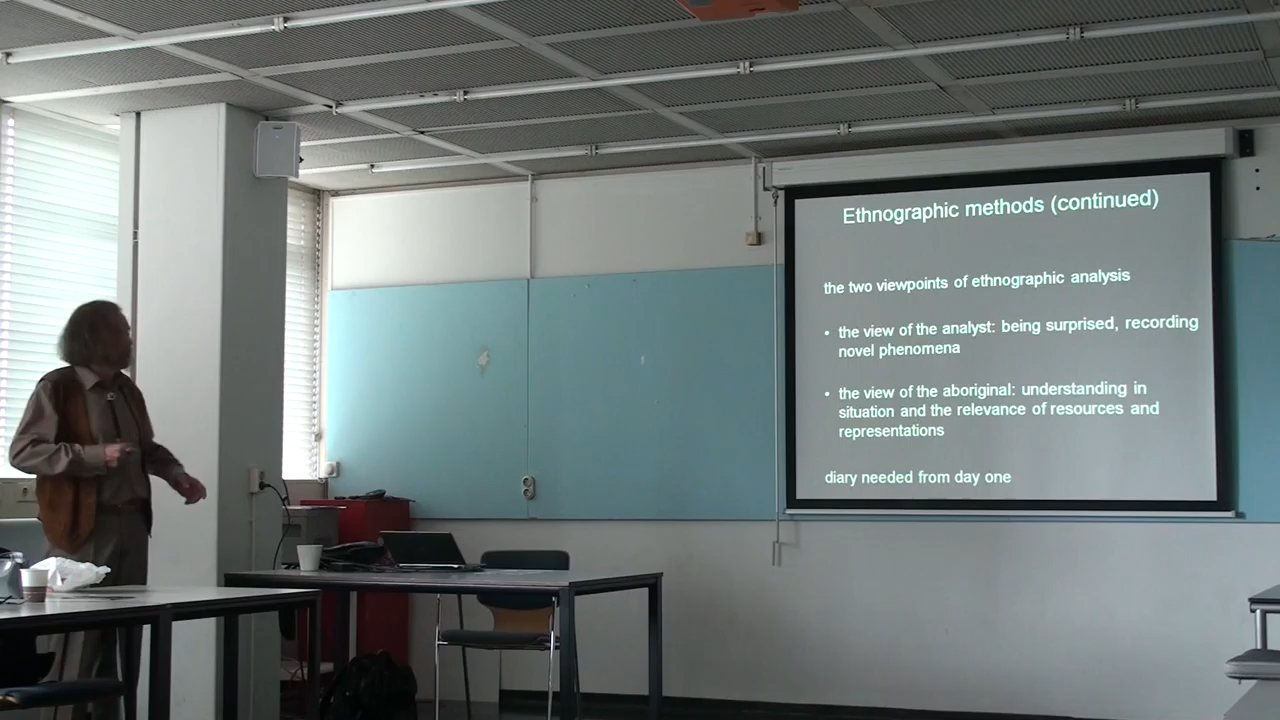 Ethnographic methods (continued)
the two viewpoints of ethnographic analysis
• the view of the analyst: being surprised, recording
novel phenomena
• the view of the aboriginal: understanding in
situation and the relevance of resources and
representations
diary needed from day one